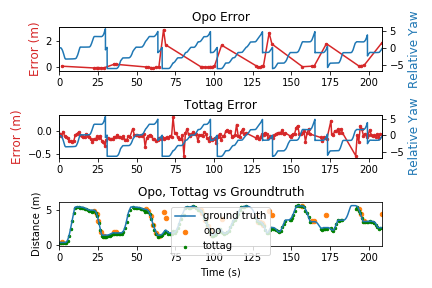 Opo Error
Error (m)
2
0
5
0
-5
Relative Yaw
0 25 50 75 100 125 150 175 200
Tottag Error
Error (m)
0.0
-0.5
5
0
-5
Relative Yaw
0 25 50 75 100 125 150 175 200
Opo, Tottag vs Groundtruth
Distance (m)
5
0
ground truth
opo
tottag
0 25 50 75 100 125 150 175 200
Time (s)